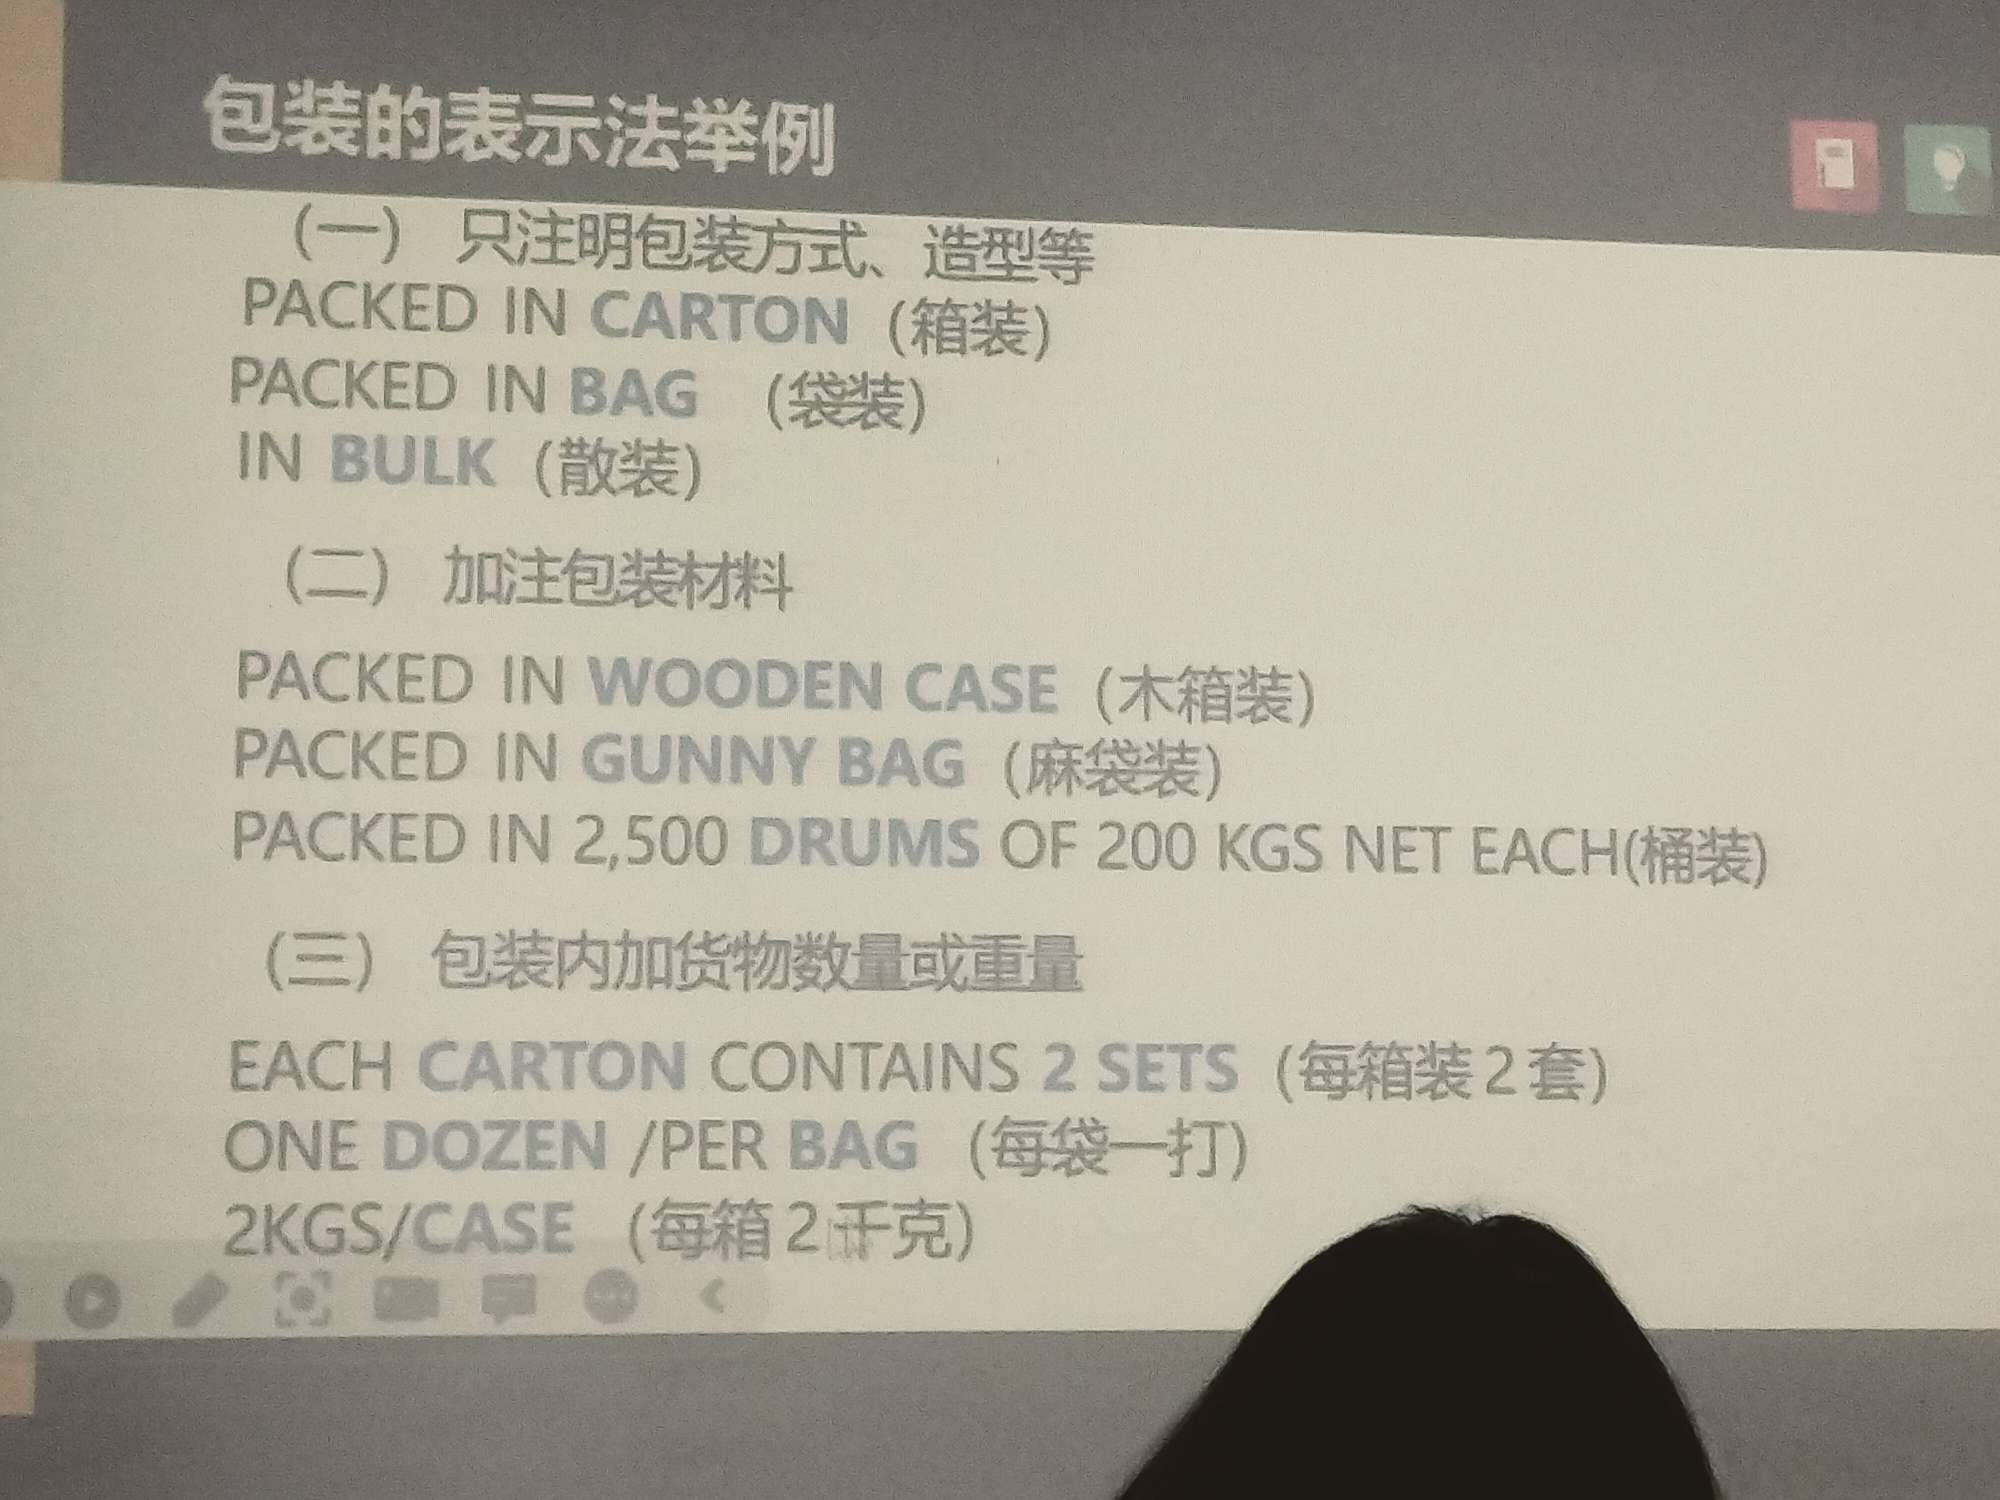 包装的表示法举例
(一) 只注明包装方式、造型等
PACKED IN CARTON (箱装)
PACKED IN BAG (袋装)
IN BULK (散装)
(二) 加注包装材料
PACKED IN WOODEN CASE (木箱装)
PACKED IN GUNNY BAG (麻袋装)
PACKED IN 2,500 DRUMS OF 200 KGS NET EACH(桶装)
(三) 包装内加货物数量或重量
EACH CARTON CONTAINS 2 SETS (每箱装2套)
ONE DOZEN /PER BAG (每袋一打)
2KGS/CASE (每箱2千克)